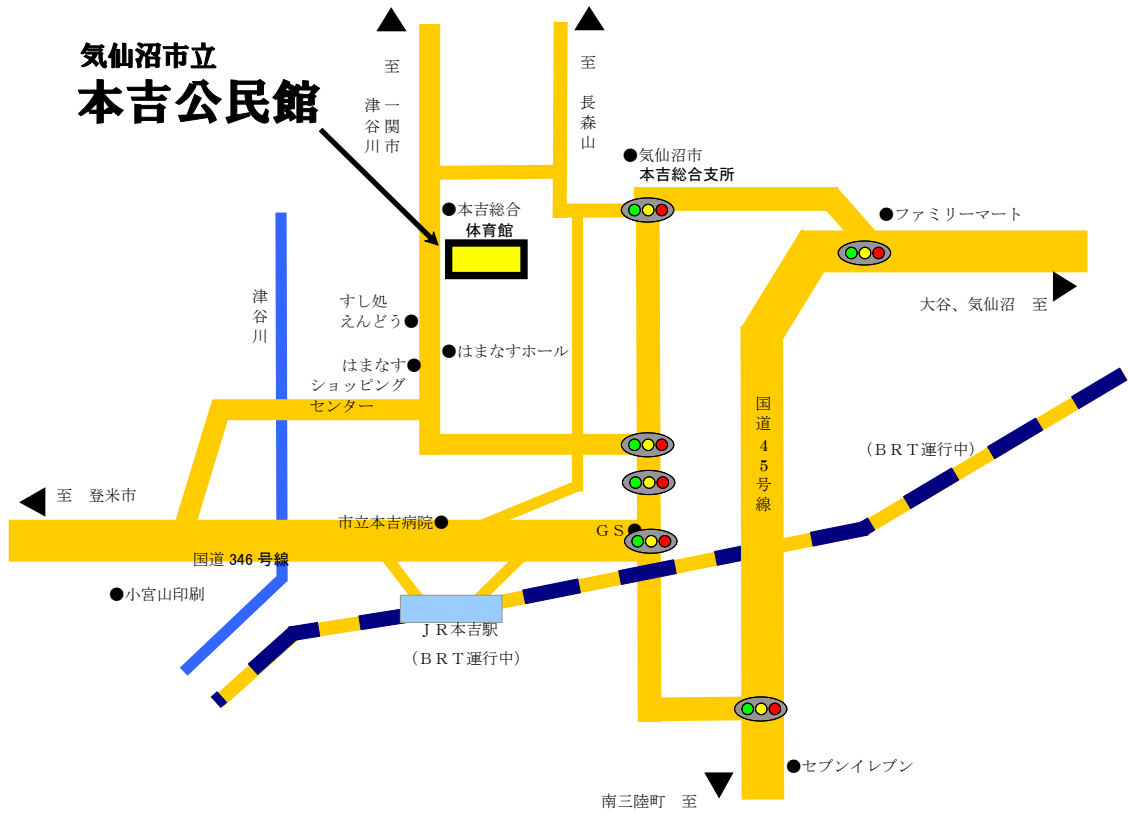 気仙沼市立
本吉公民館
至　一関市
津谷川
至　長森山
●気仙沼市
本吉総合支所
●本吉総合
体育館
●ファミリーマート
大谷、気仙沼　至
津谷川
すし処
えんどう●
●はまなすホール
はまなす●
ショッピング
センター
国道45号線
（ＢＲＴ運行中）
至　登米市
市立本吉病院●
ＧＳ●
国道 346 号線
●小宮山印刷
ＪＲ本吉駅
（ＢＲＴ運行中）
●セブンイレブン
南三陸町　至